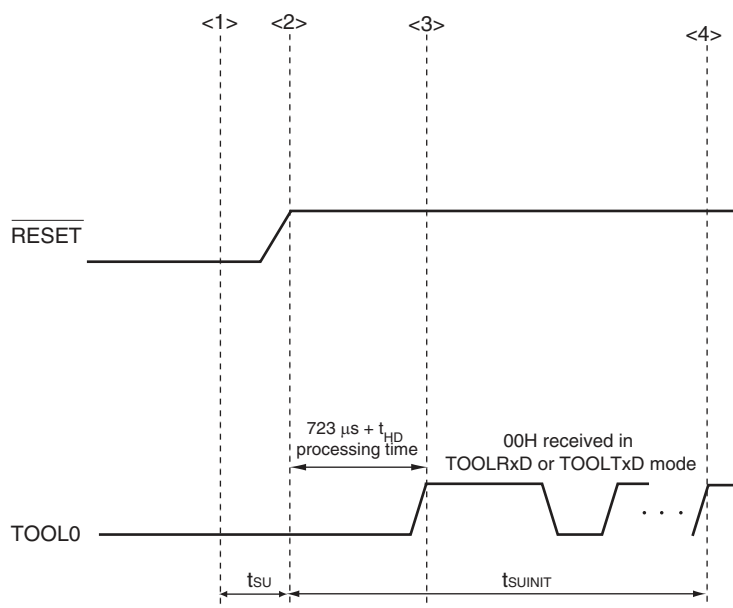 <1> <2> <3> <4>
RESET
723 μs + tHD
processing time
00H received in
TOOLRxD or TOOLTxD mode
. . .
TOOL0
tSU tSUINIT